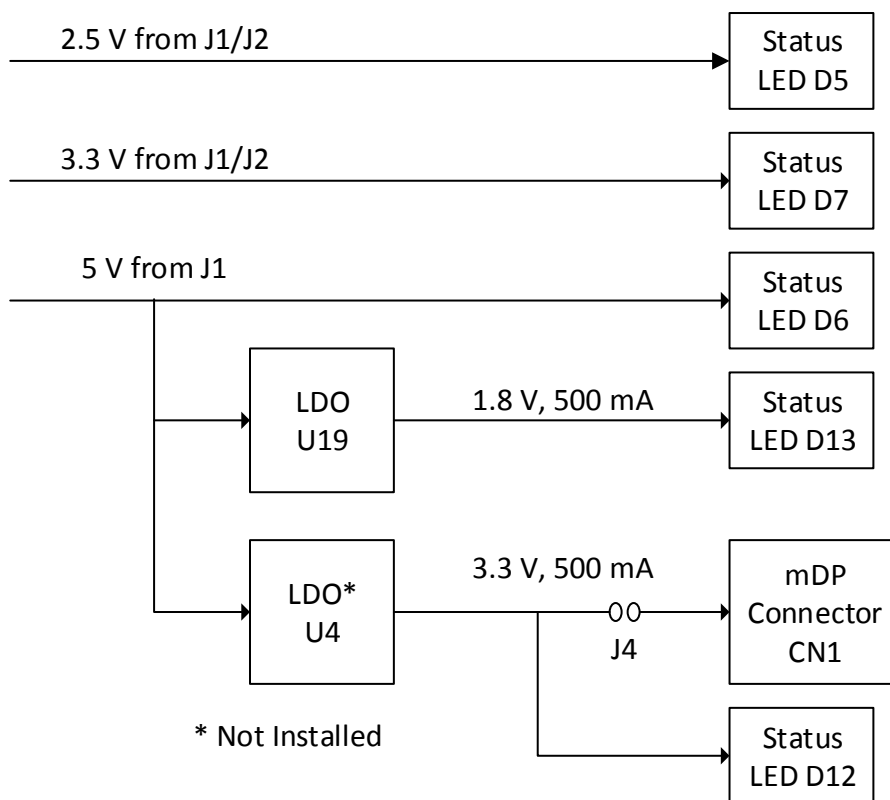 2.5 V from J1/J2
Status
LED D5
3.3 V from J1/J2
Status
LED D7
5 V from J1
Status
LED D6
LDO
U19
1.8 V, 500 mA
Status
LED D13
LDO*
U4
3.3 V, 500 mA
J4
mDP
Connector
CN1
* Not Installed
Status
LED D12